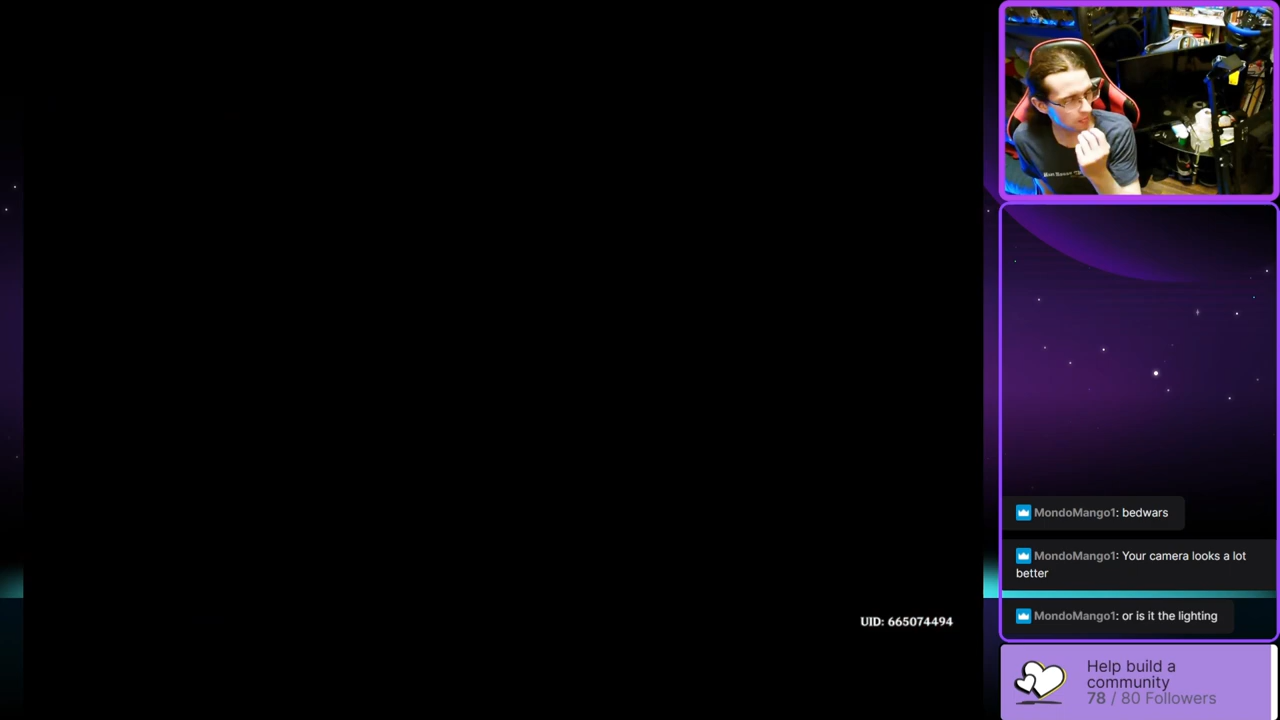 MondoMango1: bedwars
MondoMango1: Your camera looks a lot
better
MondoMango1: or is it the lighting
UID: 665074494
Help build a
community
78 / 80 Followers